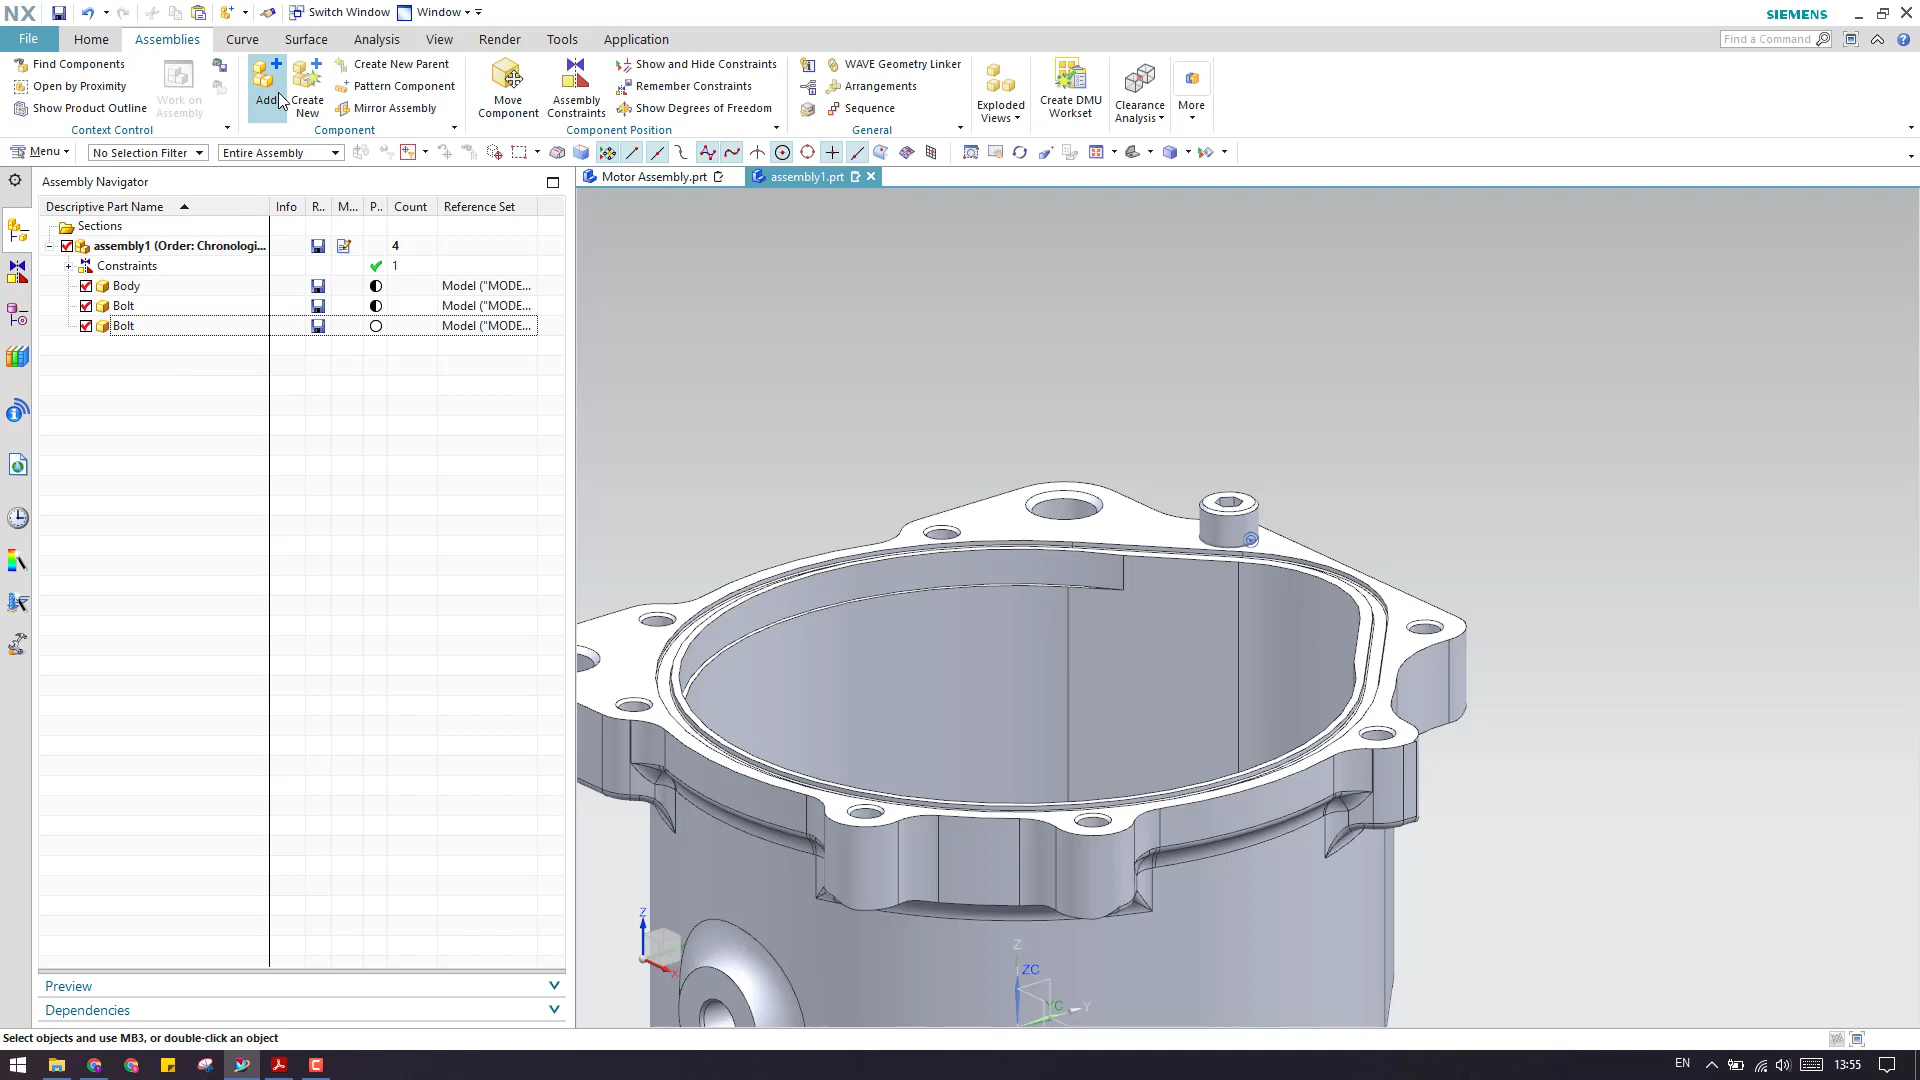 NX
Switch Window
Window
SIEMENS
File
Home
Assemblies
Curve
Surface
Analysis
View
Render
Tools
Application
Find a Command
Find Components
Open by Proximity
Show Product Outline
Work on
Assembly
Context Control
Add
Create
New
Create New Parent
Pattern Component
Mirror Assembly
Component
Move
Component
Assembly
Constraints
Show and Hide Constraints
Remember Constraints
Show Degrees of Freedom
Component Position
WAVE Geometry Linker
Arrangements
Sequence
General
Exploded
Views
Create DMU
Workset
Clearance
Analysis
More
Menu
No Selection Filter
Entire Assembly
Assembly Navigator
Motor Assembly.prt
assembly1.prt
Descriptive Part Name
Info
R..
M...
P..
Count
Reference Set
Sections
assembly1 (Order: Chronologi...
4
Constraints
1
Body
Model ("MODE...
Bolt
Model ("MODE...
Bolt
Model ("MODE...
Z
X
Z
ZC
YC
Y
Preview
Dependencies
Select objects and use MB3, or double-click an object
EN
13:55